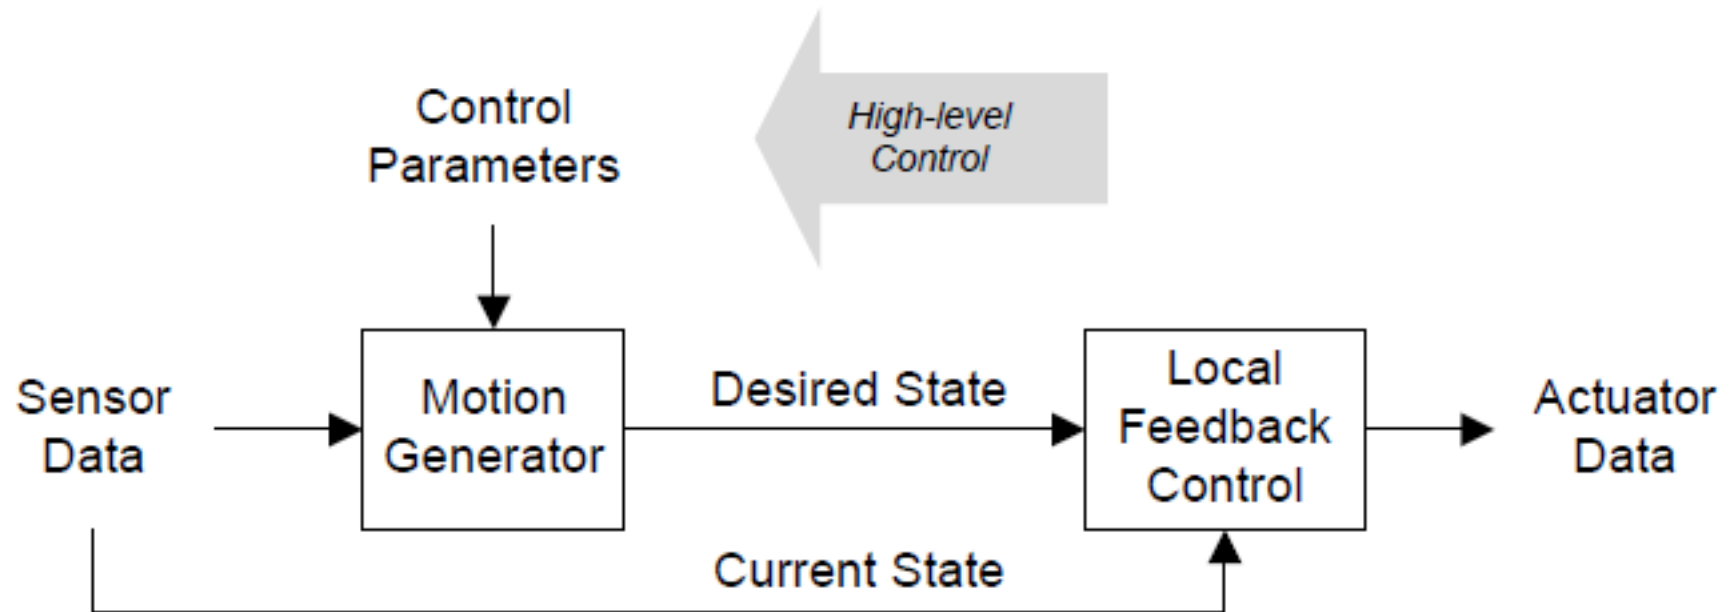 Control
Parameters
High-level
Control
Sensor
Data
Motion
Generator
Desired State
Local
Feedback
Control
Actuator
Data
Current State